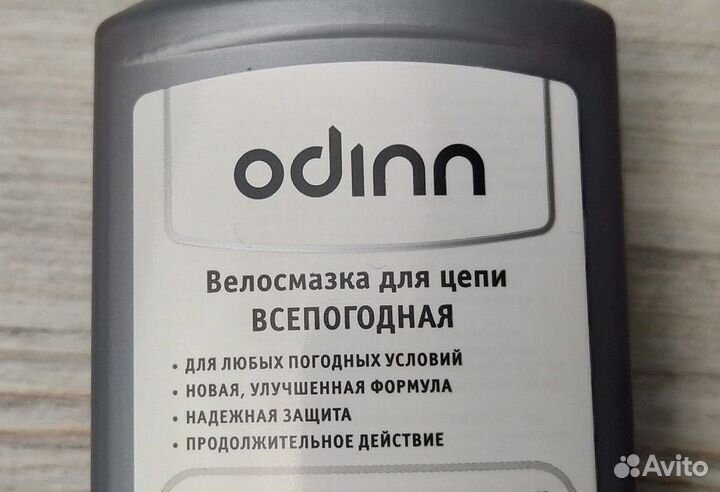 odinn
Велосмазка для цепи
ВСЕПОГОДНАЯ
• ДЛЯ ЛЮБЫХ ПОГОДНЫХ УСЛОВИЙ
• НОВАЯ, УЛУЧШЕННАЯ ФОРМУЛА
• НАДЕЖНАЯ ЗАЩИТА
• ПРОДОЛЖИТЕЛЬНОЕ ДЕЙСТВИЕ
Avito